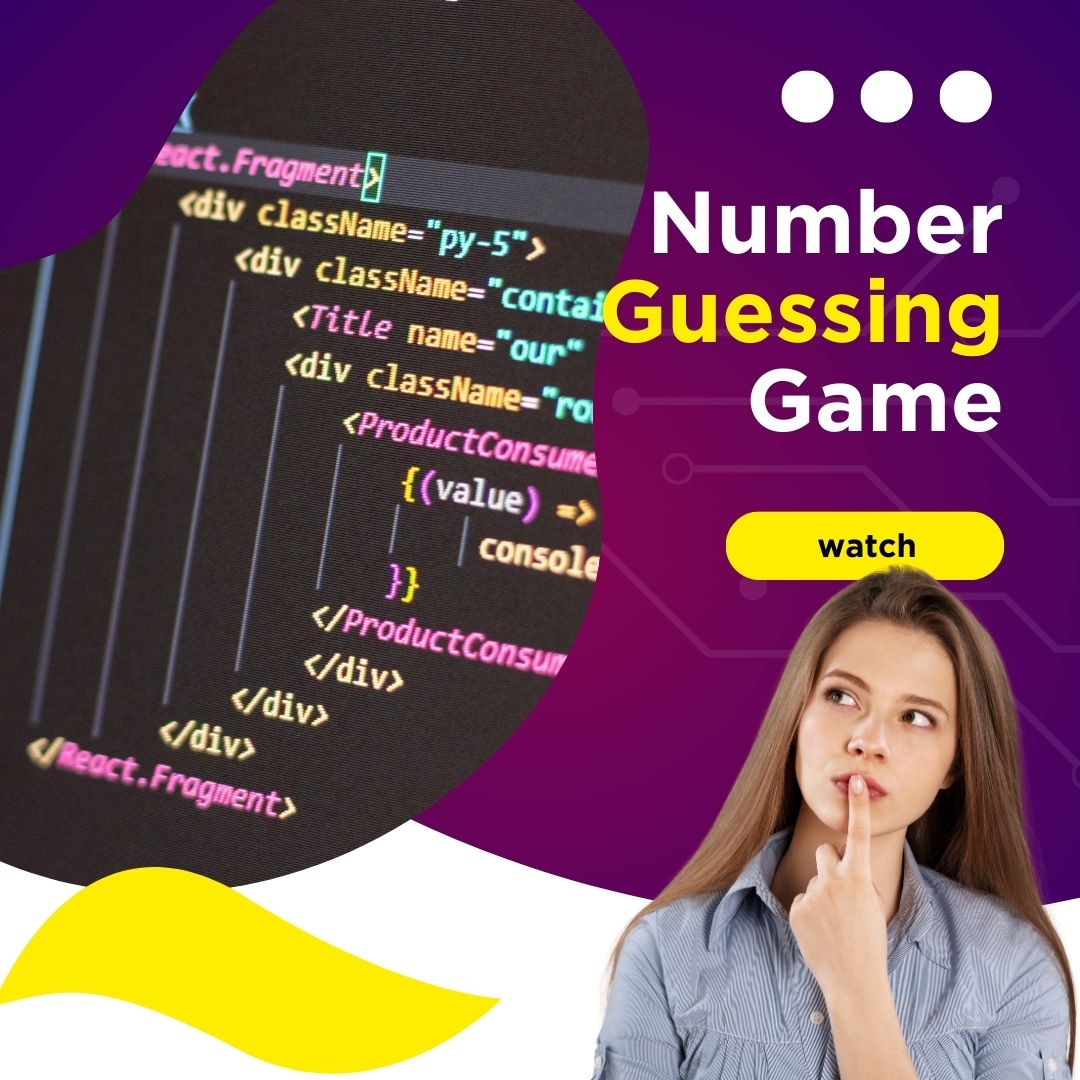 React.Fragment>
<div className="py-5">
<div className="contai
<Title name="our"
<div className="ro
<ProductConsume
{(value) =>
console
}}
</ProductConsum
</div>
</div>
</div>
</React.Fragment>
Number
Guessing
Game
watch